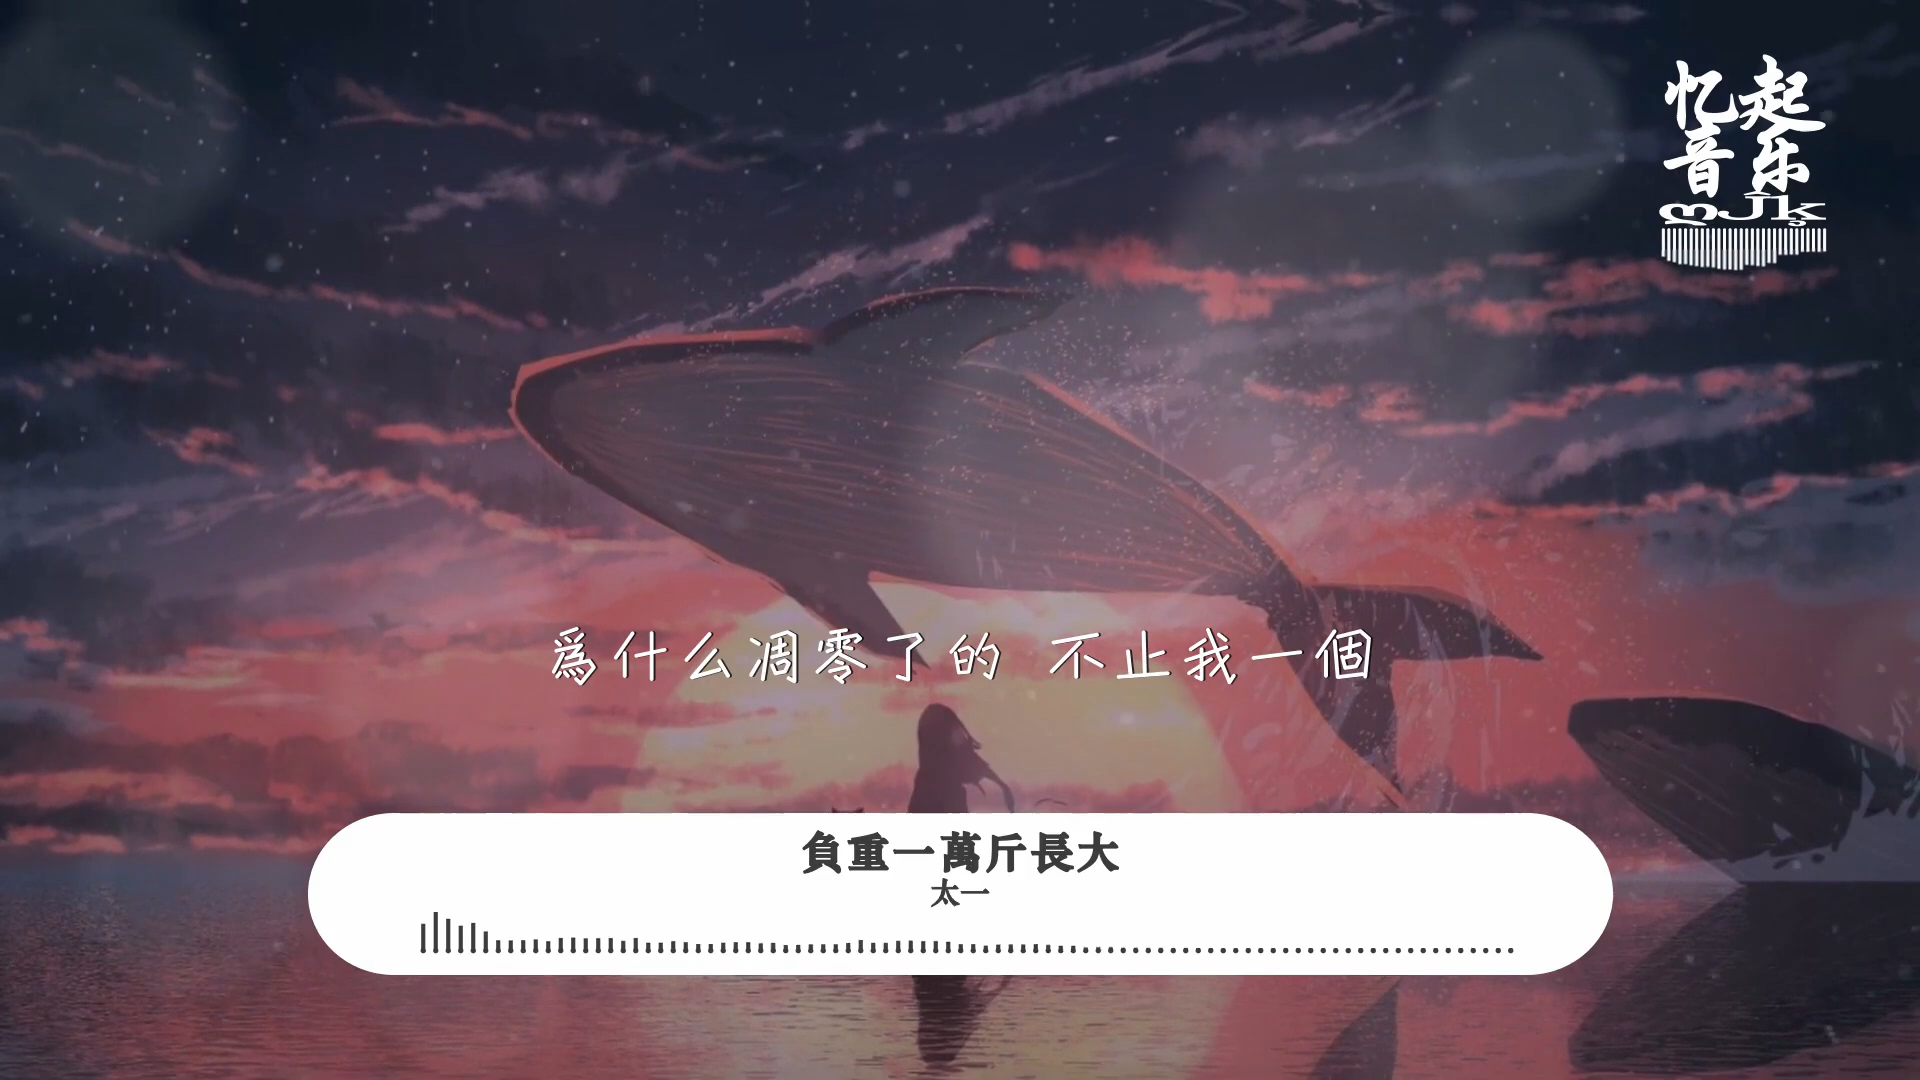 忆起
音乐
為什么凋零了的 不止我一個
負重一萬斤長大
太一